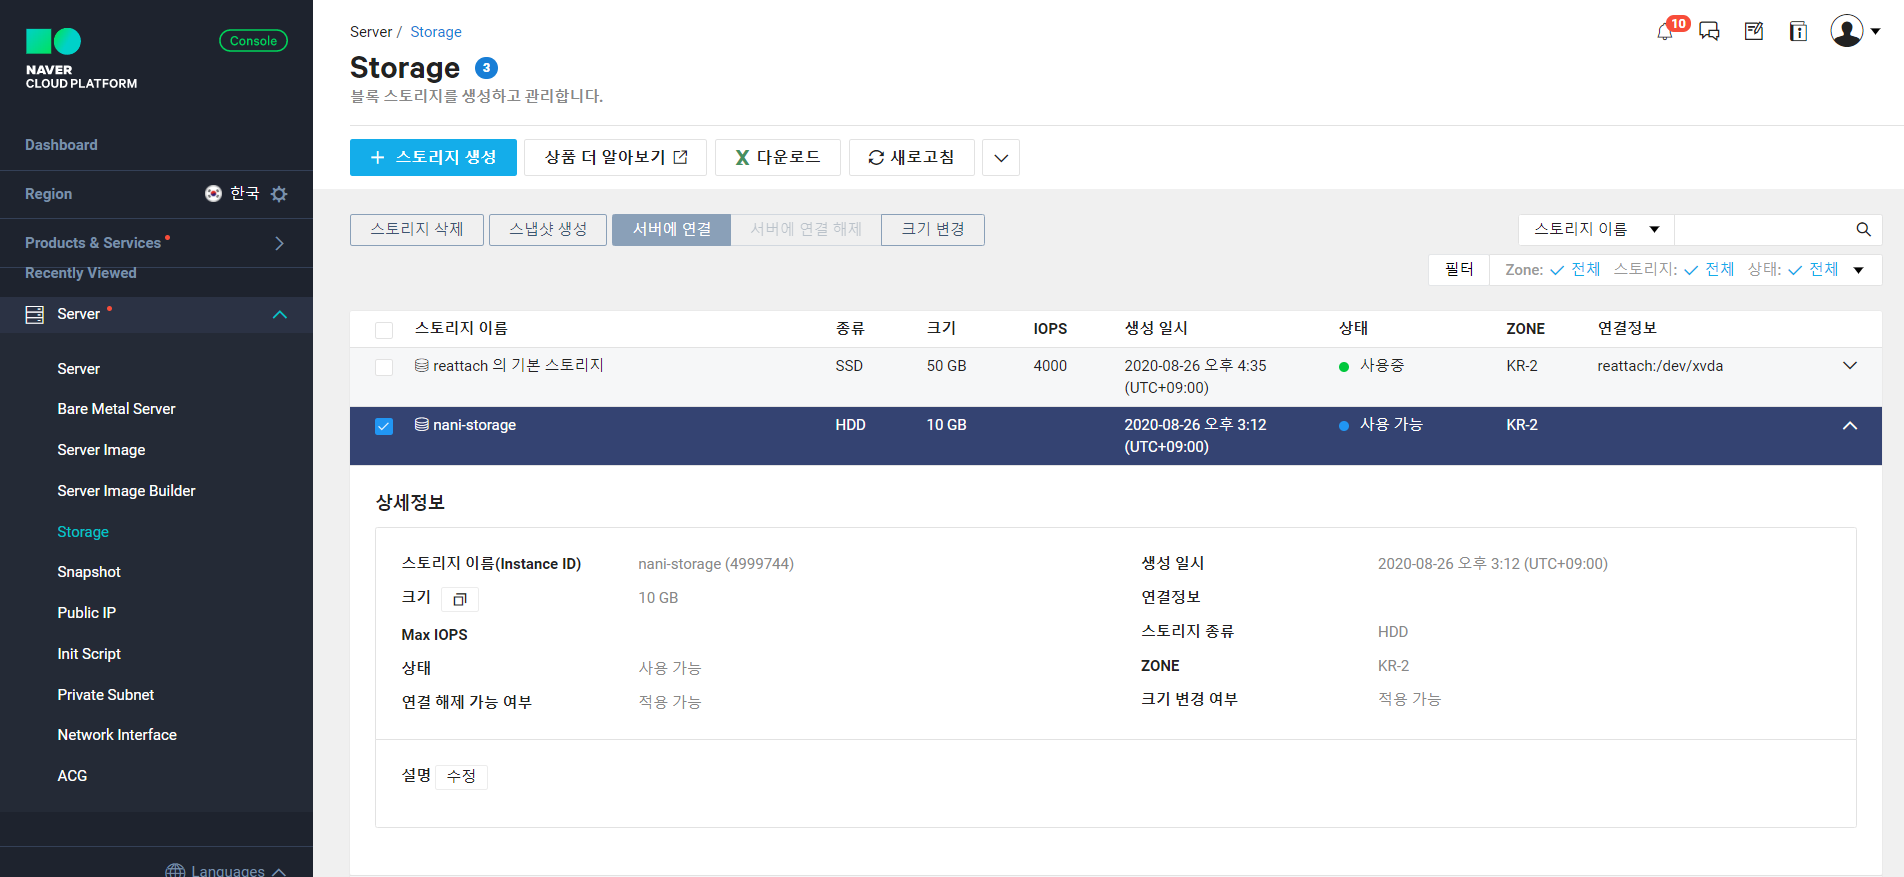 NAVER
CLOUD PLATFORM
Console
Dashboard
Region 한국
Products & Services
Recently Viewed
Server
Server
Bare Metal Server
Server Image
Server Image Builder
Storage
Snapshot
Public IP
Init Script
Private Subnet
Network Interface
ACG
Languages
Server / Storage
10
Storage 3
블록 스토리지를 생성하고 관리합니다.
+ 스토리지 생성 상품 더 알아보기 X 다운로드 새로고침
스토리지 삭제 스냅샷 생성 서버에 연결 서버에 연결 해제 크기 변경 스토리지 이름
필터 Zone: 전체 스토리지: 전체 상태: 전체
스토리지 이름 종류 크기 IOPS 생성 일시 상태 ZONE 연결정보
reattach 의 기본 스토리지 SSD 50 GB 4000 2020-08-26 오후 4:35 사용중 KR-2 reattach:/dev/xvda
(UTC+09:00)
nani-storage HDD 10 GB 2020-08-26 오후 3:12 사용 가능 KR-2
(UTC+09:00)
상세정보
스토리지 이름(Instance ID) nani-storage (4999744) 생성 일시 2020-08-26 오후 3:12 (UTC+09:00)
크기 10 GB 연결정보
Max IOPS 스토리지 종류 HDD
상태 사용 가능 ZONE KR-2
연결 해제 가능 여부 적용 가능 크기 변경 여부 적용 가능
설명 수정